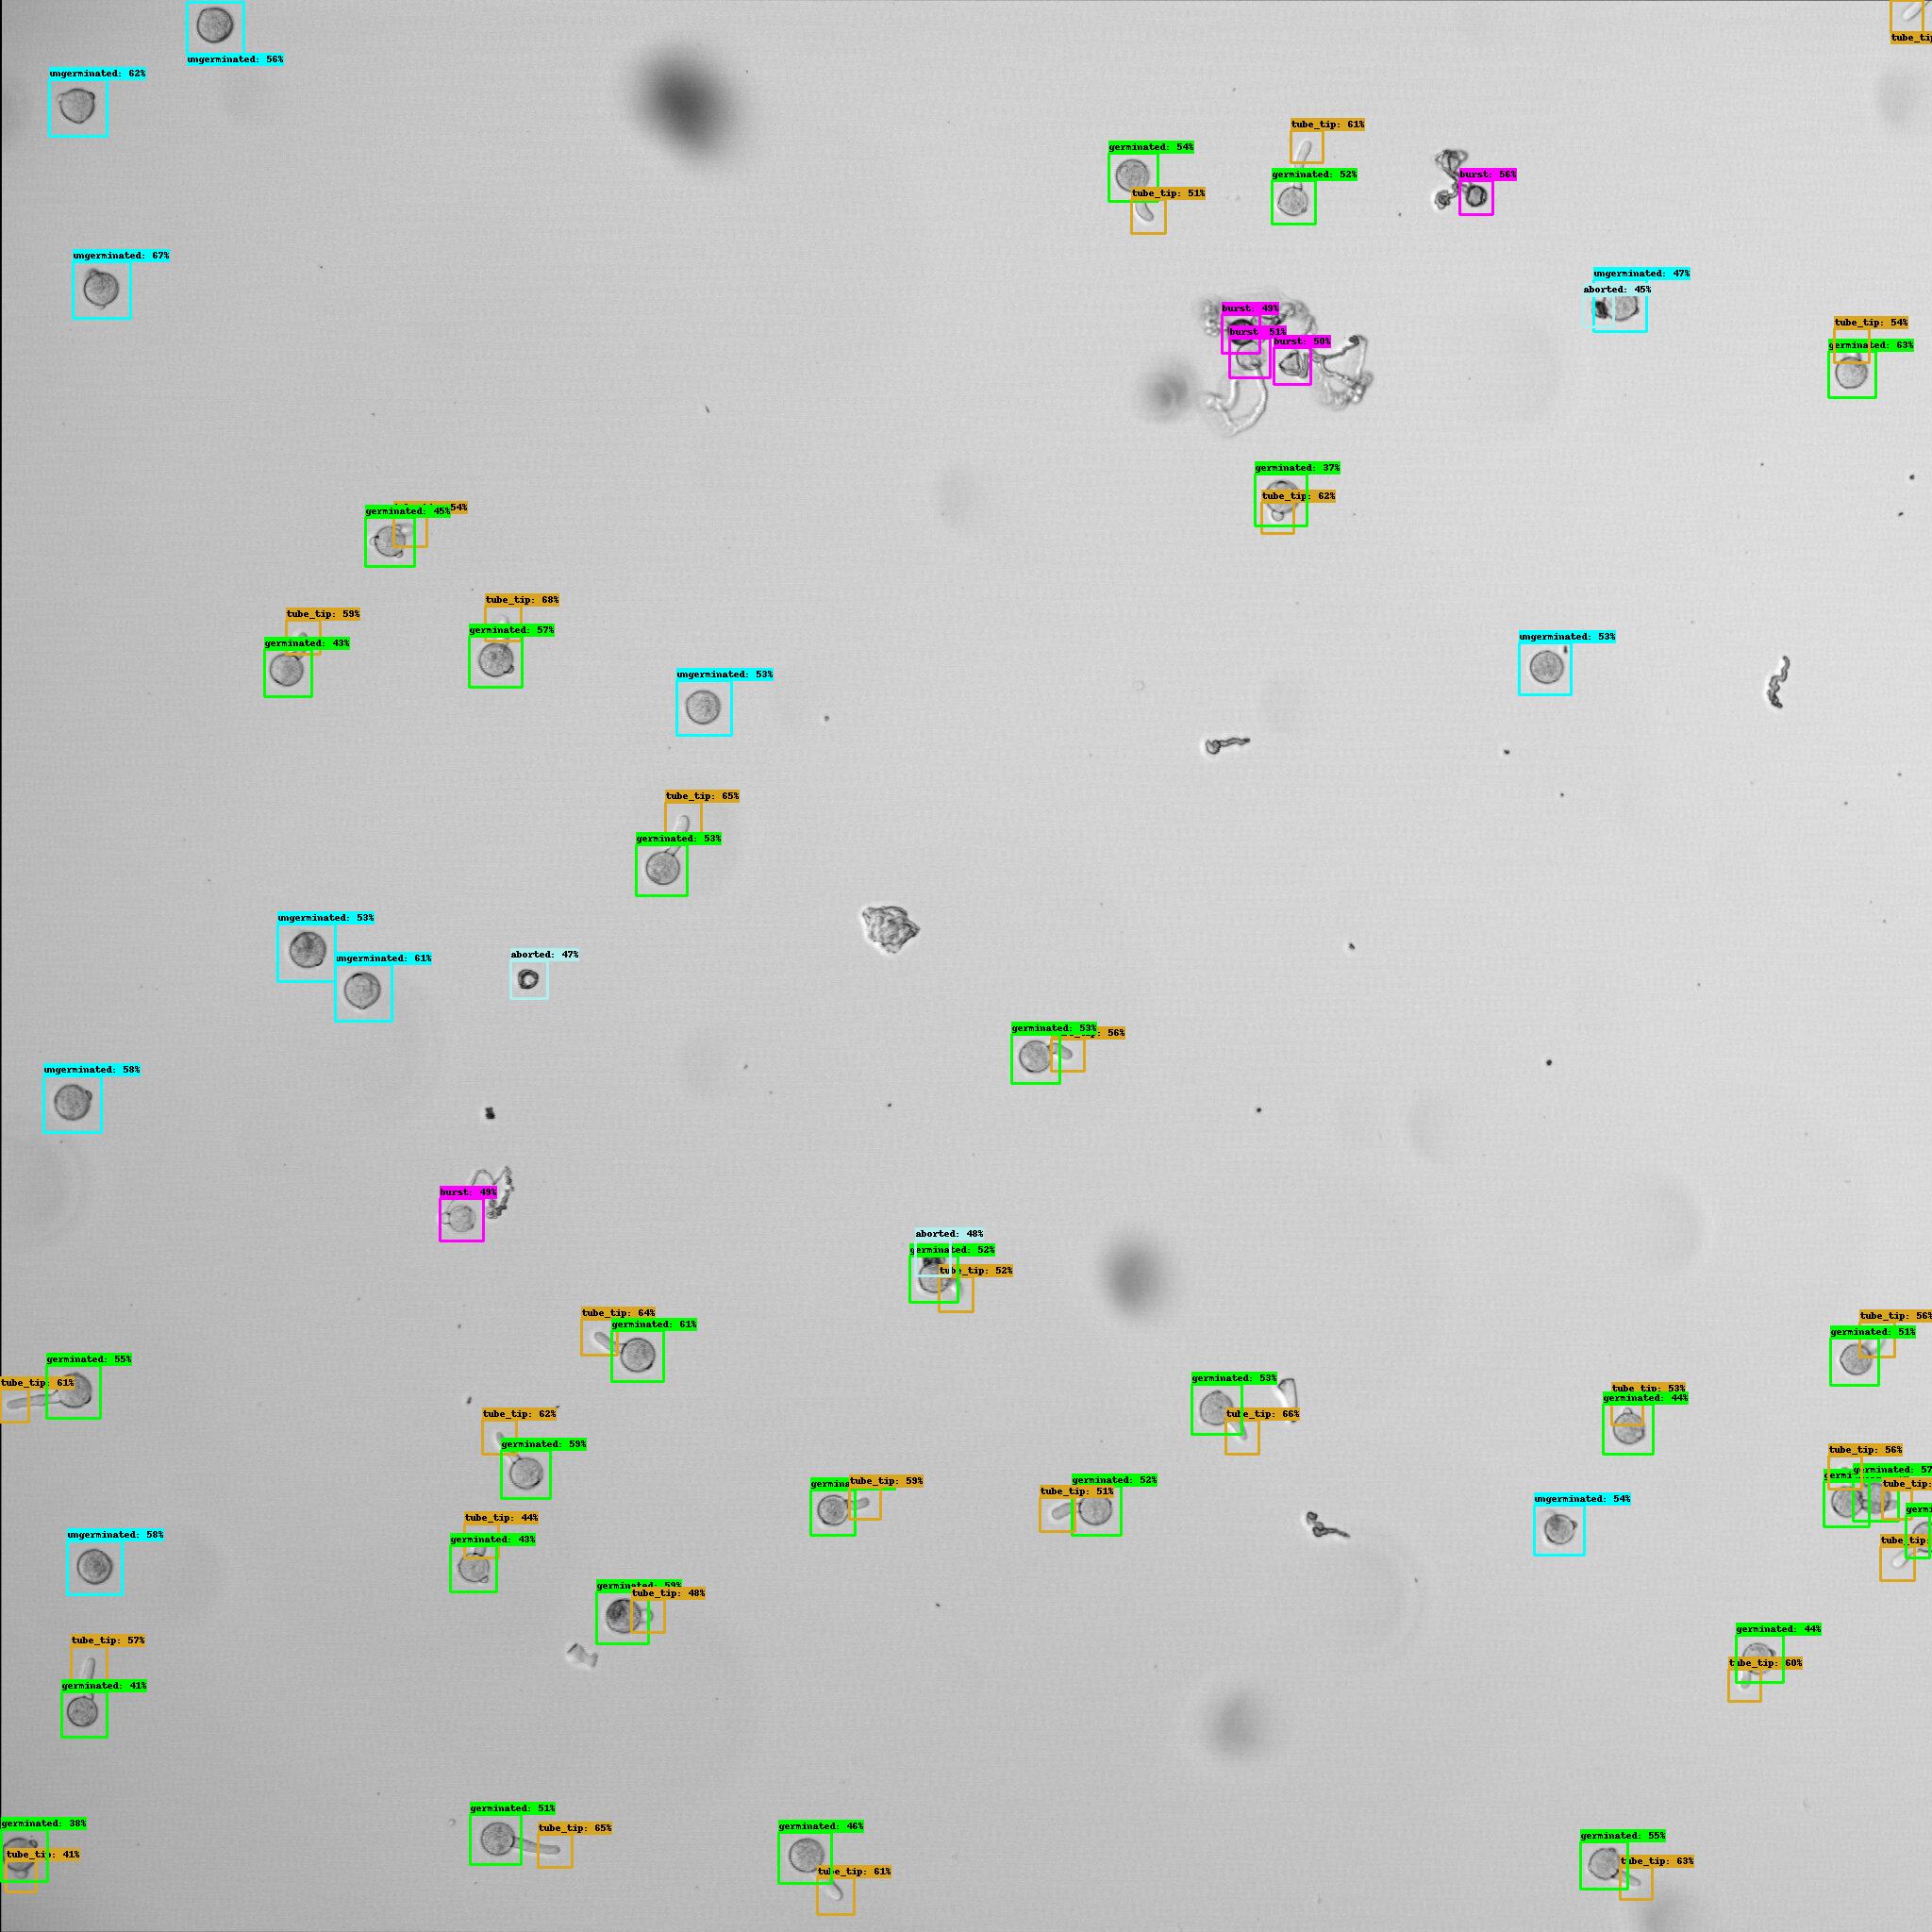 ungerminated: 56%
ungerminated: 62%
tube_tip: 61%
germinated: 54%
germinated: 52%
burst: 56%
tube_tip: 51%
ungerminated: 67%
ungerminated: 47%
aborted: 45%
burst: 49%
burst: 51%
burst: 50%
tube_tip: 54%
germinated: 63%
germinated: 37%
tube_tip: 62%
54%
germinated: 45%
tube_tip: 59%
germinated: 43%
tube_tip: 68%
germinated: 57%
ungerminated: 53%
ungerminated: 53%
tube_tip: 65%
germinated: 53%
ungerminated: 53%
ungerminated: 61%
aborted: 47%
germinated: 53%
56%
ungerminated: 58%
burst: 49%
aborted: 48%
germinated: 52%
tube_tip: 52%
tube_tip: 64%
germinated: 61%
tube_tip: 56%
germinated: 51%
germinated: 55%
tube_tip: 61%
germinated: 53%
tube_tip: 66%
tube_tip: 53%
germinated: 44%
tube_tip: 62%
germinated: 59%
tube_tip: 59%
germinated: 52%
tube_tip: 51%
tube_tip: 56%
germinated: 57
tube_tip:
ungerminated: 54%
tube_tip: 44%
germinated: 43%
ungerminated: 58%
germinated: 59%
tube_tip: 48%
tube_tip: 57%
germinated: 41%
germinated: 44%
tube_tip: 60%
germinated: 38%
tube_tip: 41%
germinated: 51%
tube_tip: 65%
germinated: 46%
tube_tip: 61%
germinated: 55%
tube_tip: 63%